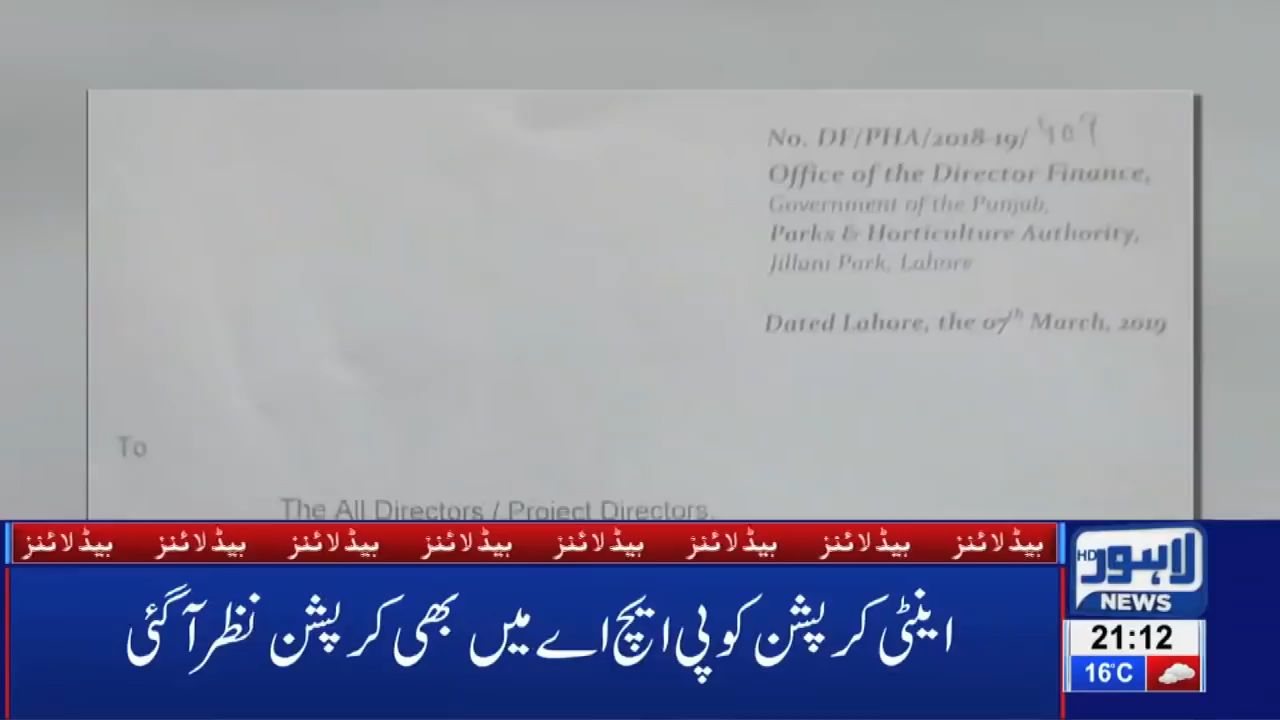 No. DF/PHA/2018-19/
Office of the Director Finance,
Government of the Punjab,
Parks & Horticulture Authority,
Jillani Park, Lahore
Dated Lahore, the 07th March, 2019
To
The All Directors / Project Directors,
ہیڈلائنز ہیڈلائنز ہیڈلائنز ہیڈلائنز ہیڈلائنز ہیڈلائنز ہیڈلائنز ہیڈلائنز
اینٹی کرپشن کو پی ایچ اے میں بھی کرپشن نظر آ گئی
لاہور HD
NEWS
21:12
16°C